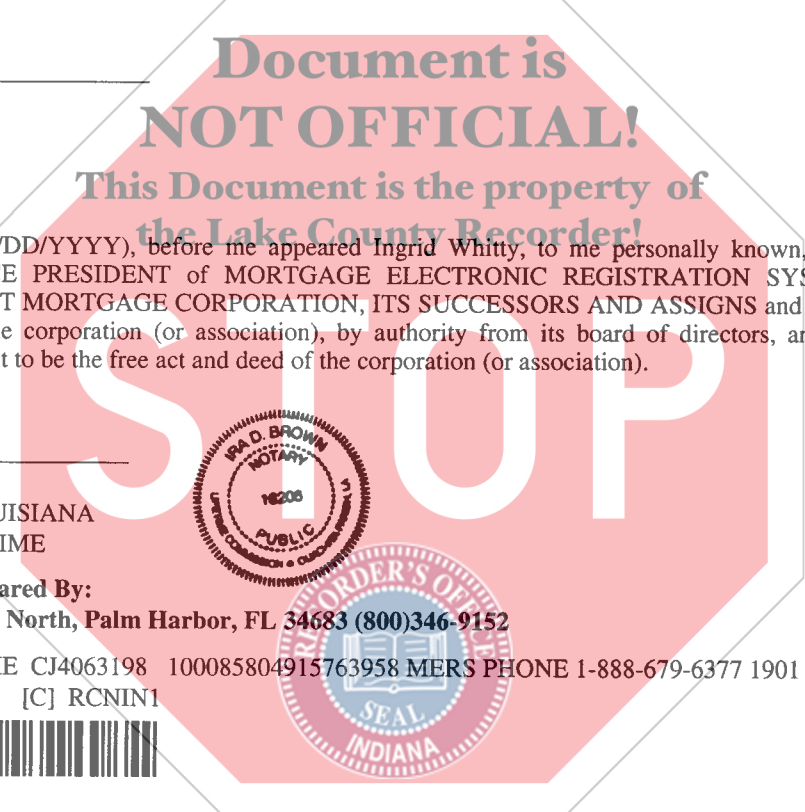 Document is
NOT OFFICIAL!
This Document is the property of
the Lake County Recorder!
/DD/YYYY), before me appeared Ingrid Whitty, to me personally known,
E PRESIDENT of MORTGAGE ELECTRONIC REGISTRATION SYS
T MORTGAGE CORPORATION, ITS SUCCESSORS AND ASSIGNS and
e corporation (or association), by authority from its board of directors, an
t to be the free act and deed of the corporation (or association).
STOP
IRA D. BROWN
NOTARY
16206
PUBLIC
UISIANA
IME
ared By:
North, Palm Harbor, FL 34683 (800)346-9152
E CJ4063198 100085804915763958 MERS PHONE 1-888-679-6377 1901
[C] RCNIN1
RECORDER'S OFFICE
SEAL
INDIANA